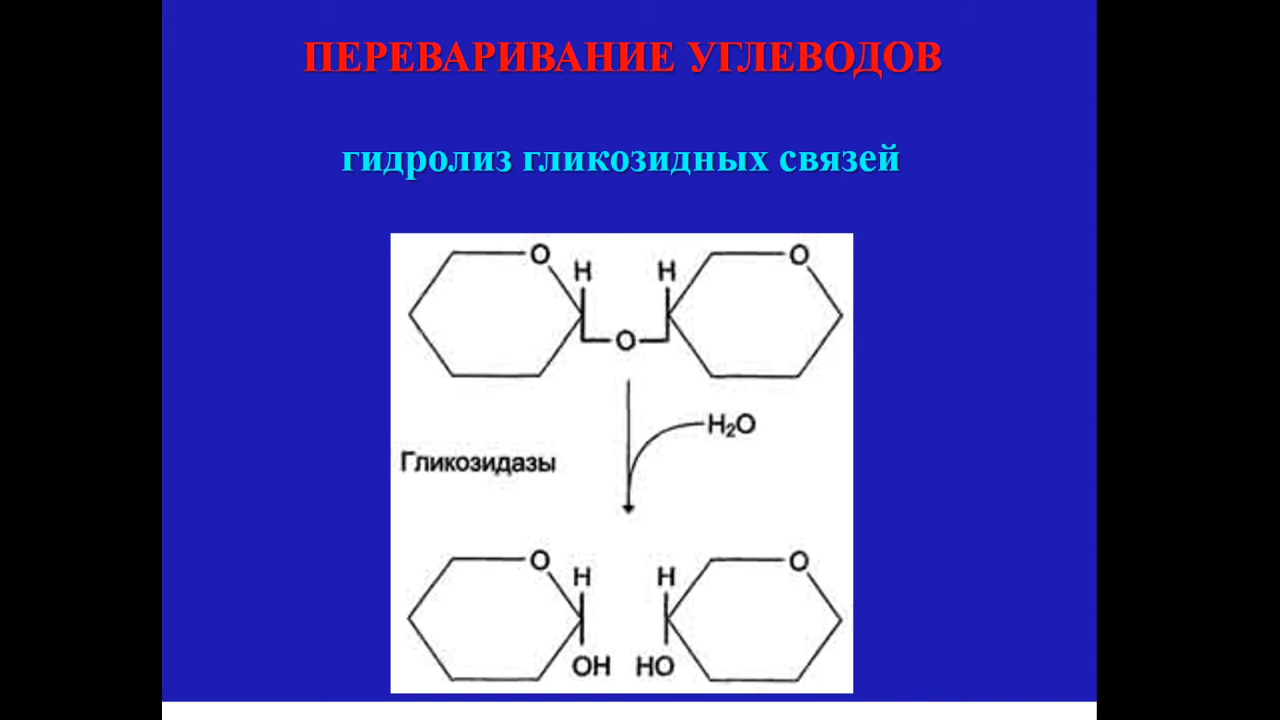 ПЕРЕВАРИВАНИЕ УГЛЕВОДОВ
гидролиз гликозидных связей
O O
H H
O
H₂O
Гликозидазы
O O
H H
OH HO